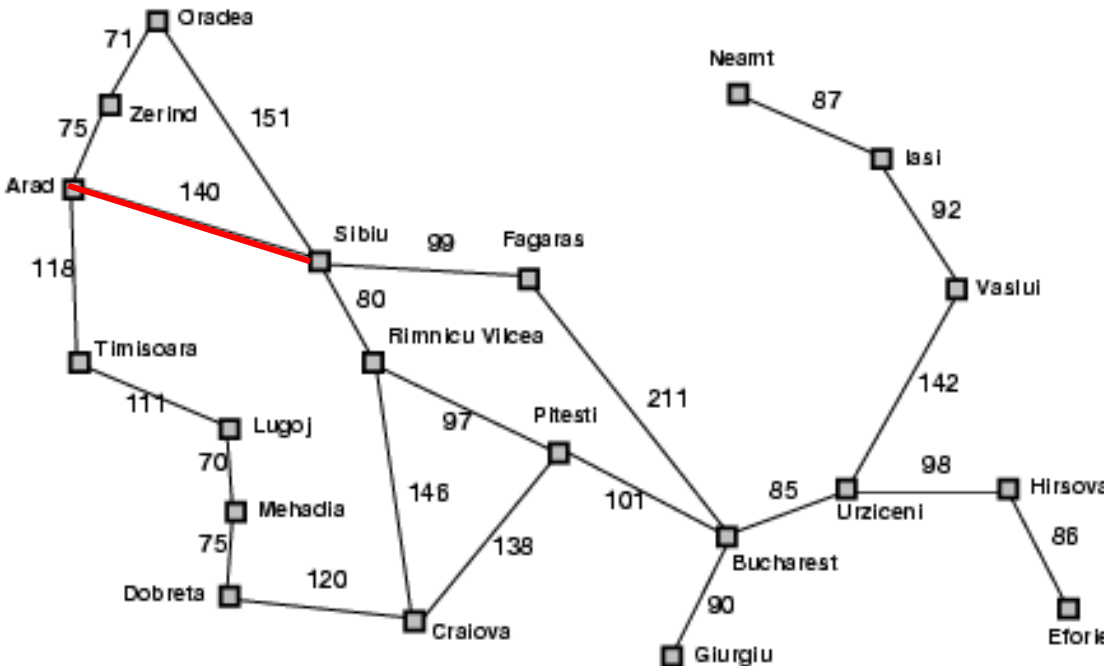 Oradea
71
Neamt
87
Zerind
151
75
Iasi
Arad
140
92
Sibiu
99
Fagaras
118
Vaslui
80
Timisoara
Rimnicu Vilcea
142
111
211
Lugoj
97
Pitesti
70
98
146
101
85
Hirsova
Mehadia
Urziceni
75
138
86
Bucharest
120
Dobreta
90
Craiova
Eforie
Giurgiu